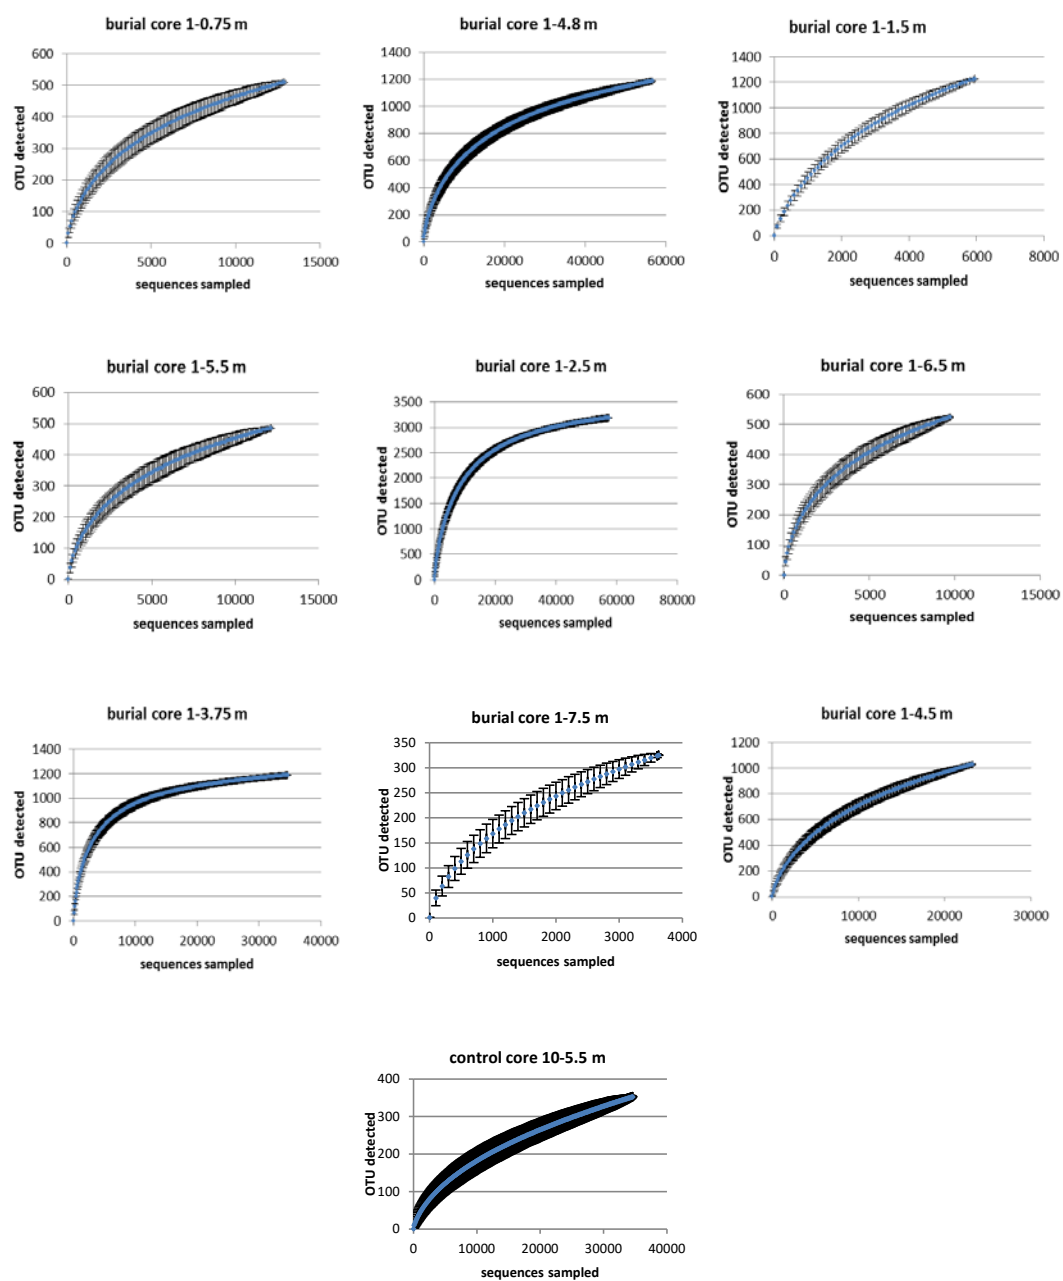 burial core 1-0.75 m
600
500
400
300
200
100
0
OTU detected
0 5000 10000 15000
sequences sampled
burial core 1-4.8 m
1400
1200
1000
800
600
400
200
0
OTU detected
0 20000 40000 60000
sequences sampled
burial core 1-1.5 m
1400
1200
1000
800
600
400
200
0
OTU detected
0 2000 4000 6000 8000
sequences sampled
burial core 1-5.5 m
600
500
400
300
200
100
0
OTU detected
0 5000 10000 15000
sequences sampled
burial core 1-2.5 m
3500
3000
2500
2000
1500
1000
500
0
OTU detected
0 20000 40000 60000 80000
sequences sampled
burial core 1-6.5 m
600
500
400
300
200
100
0
OTU detected
0 5000 10000 15000
sequences sampled
burial core 1-3.75 m
1400
1200
1000
800
600
400
200
0
OTU detected
0 10000 20000 30000 40000
sequences sampled
burial core 1-7.5 m
350
300
250
200
150
100
50
0
OTU detected
0 1000 2000 3000 4000
sequences sampled
burial core 1-4.5 m
1200
1000
800
600
400
200
0
OTU detected
0 10000 20000 30000
sequences sampled
control core 10-5.5 m
400
300
200
100
0
OTU detected
0 10000 20000 30000 40000
sequences sampled